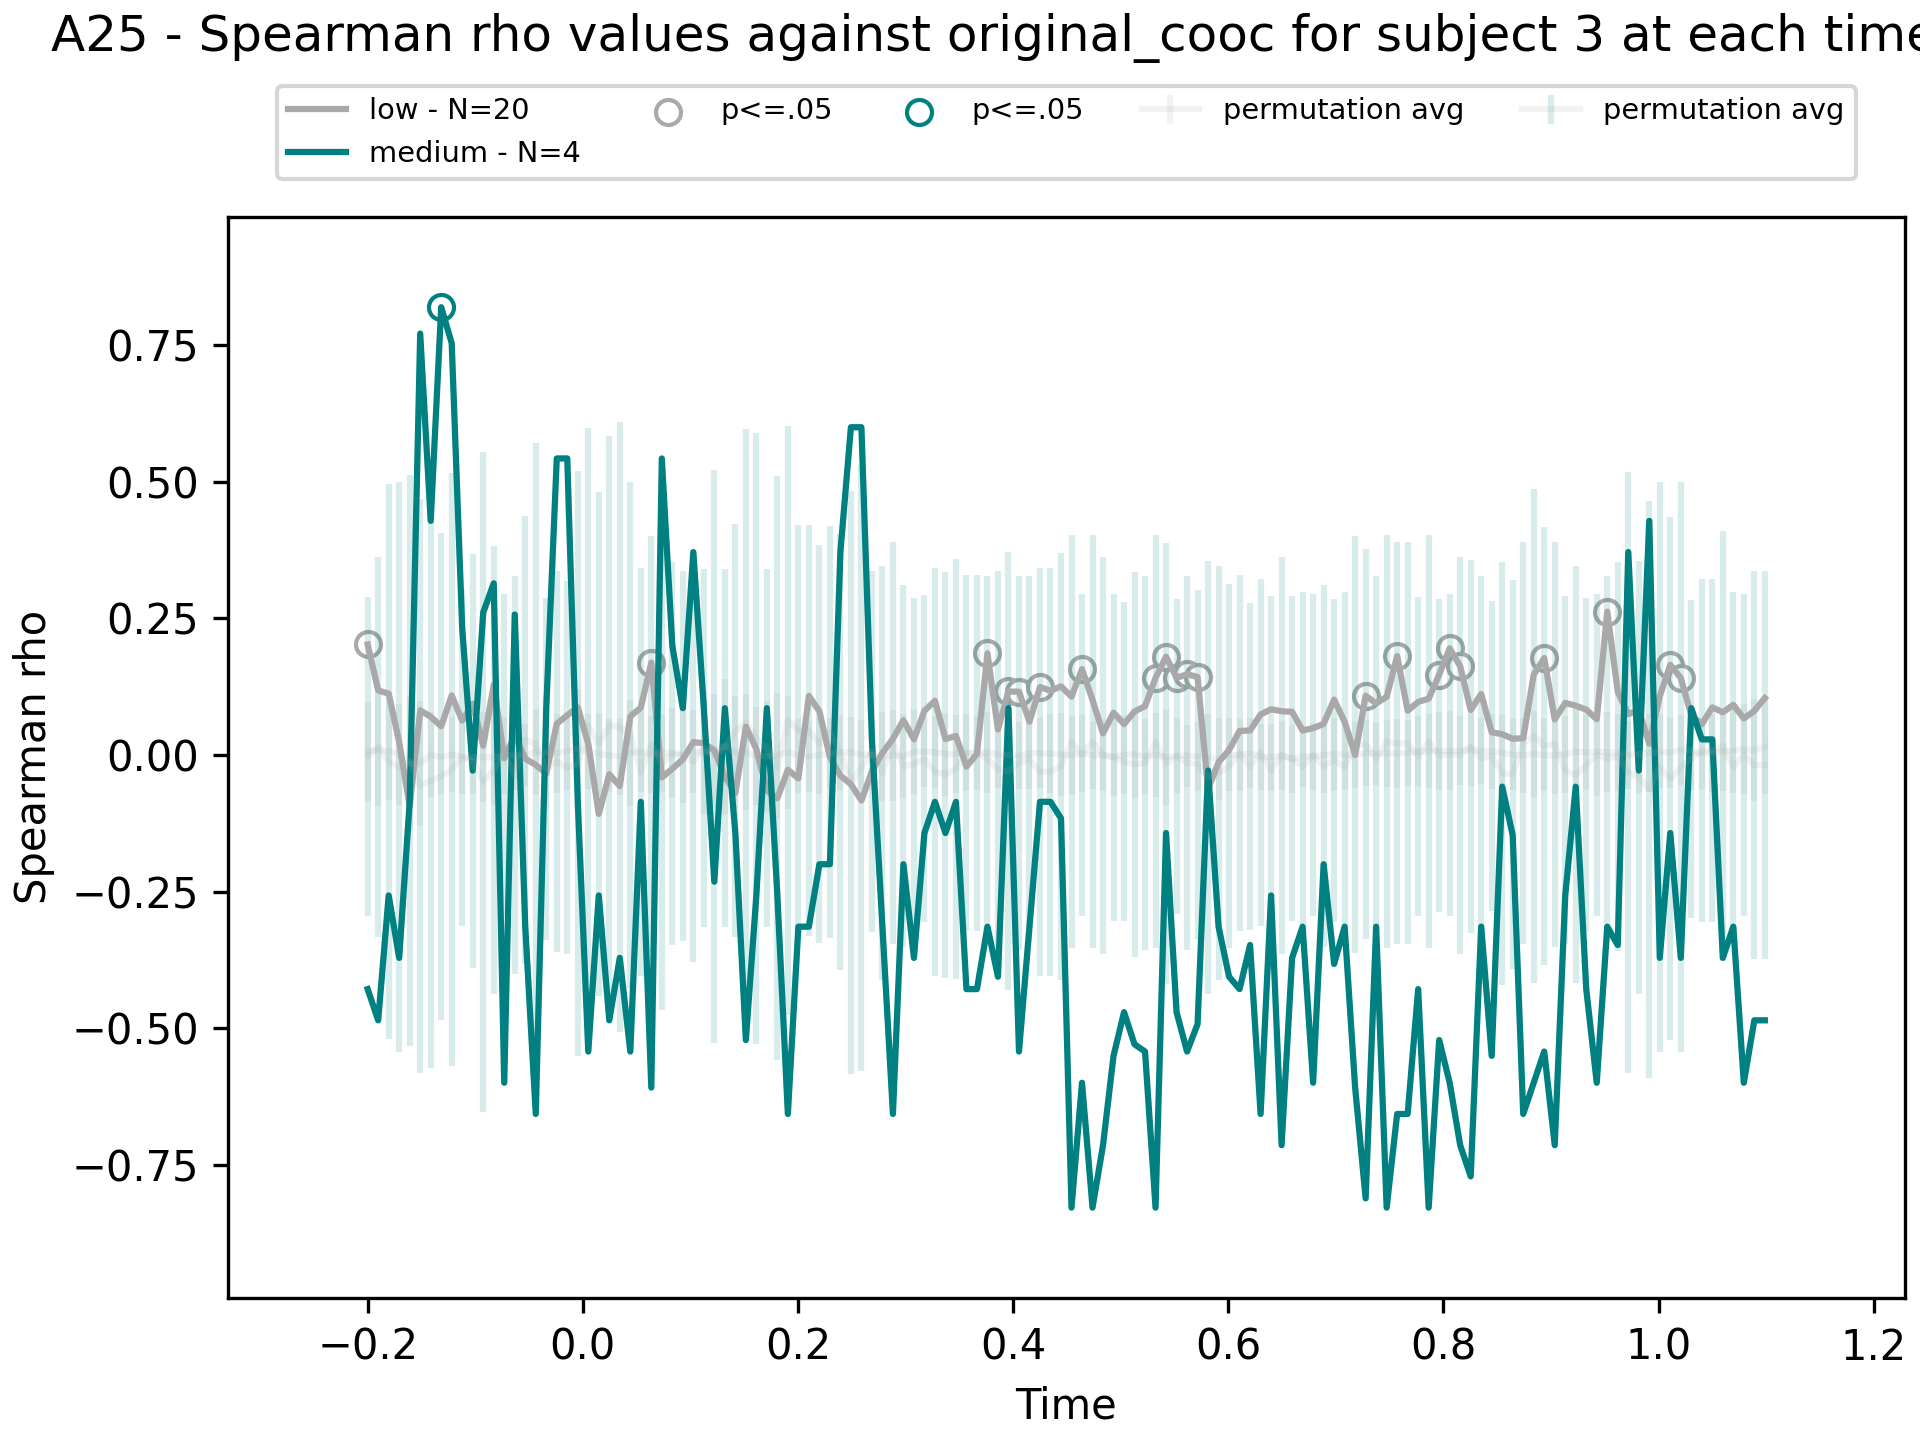 A25 - Spearman rho values against original_cooc for subject 3 at each time
low - N=20
medium - N=4
p<=.05
p<=.05
permutation avg
permutation avg
0.75
0.50
0.25
0.00
−0.25
−0.50
−0.75
Spearman rho
−0.2
0.0
0.2
0.4
0.6
0.8
1.0
1.2
Time